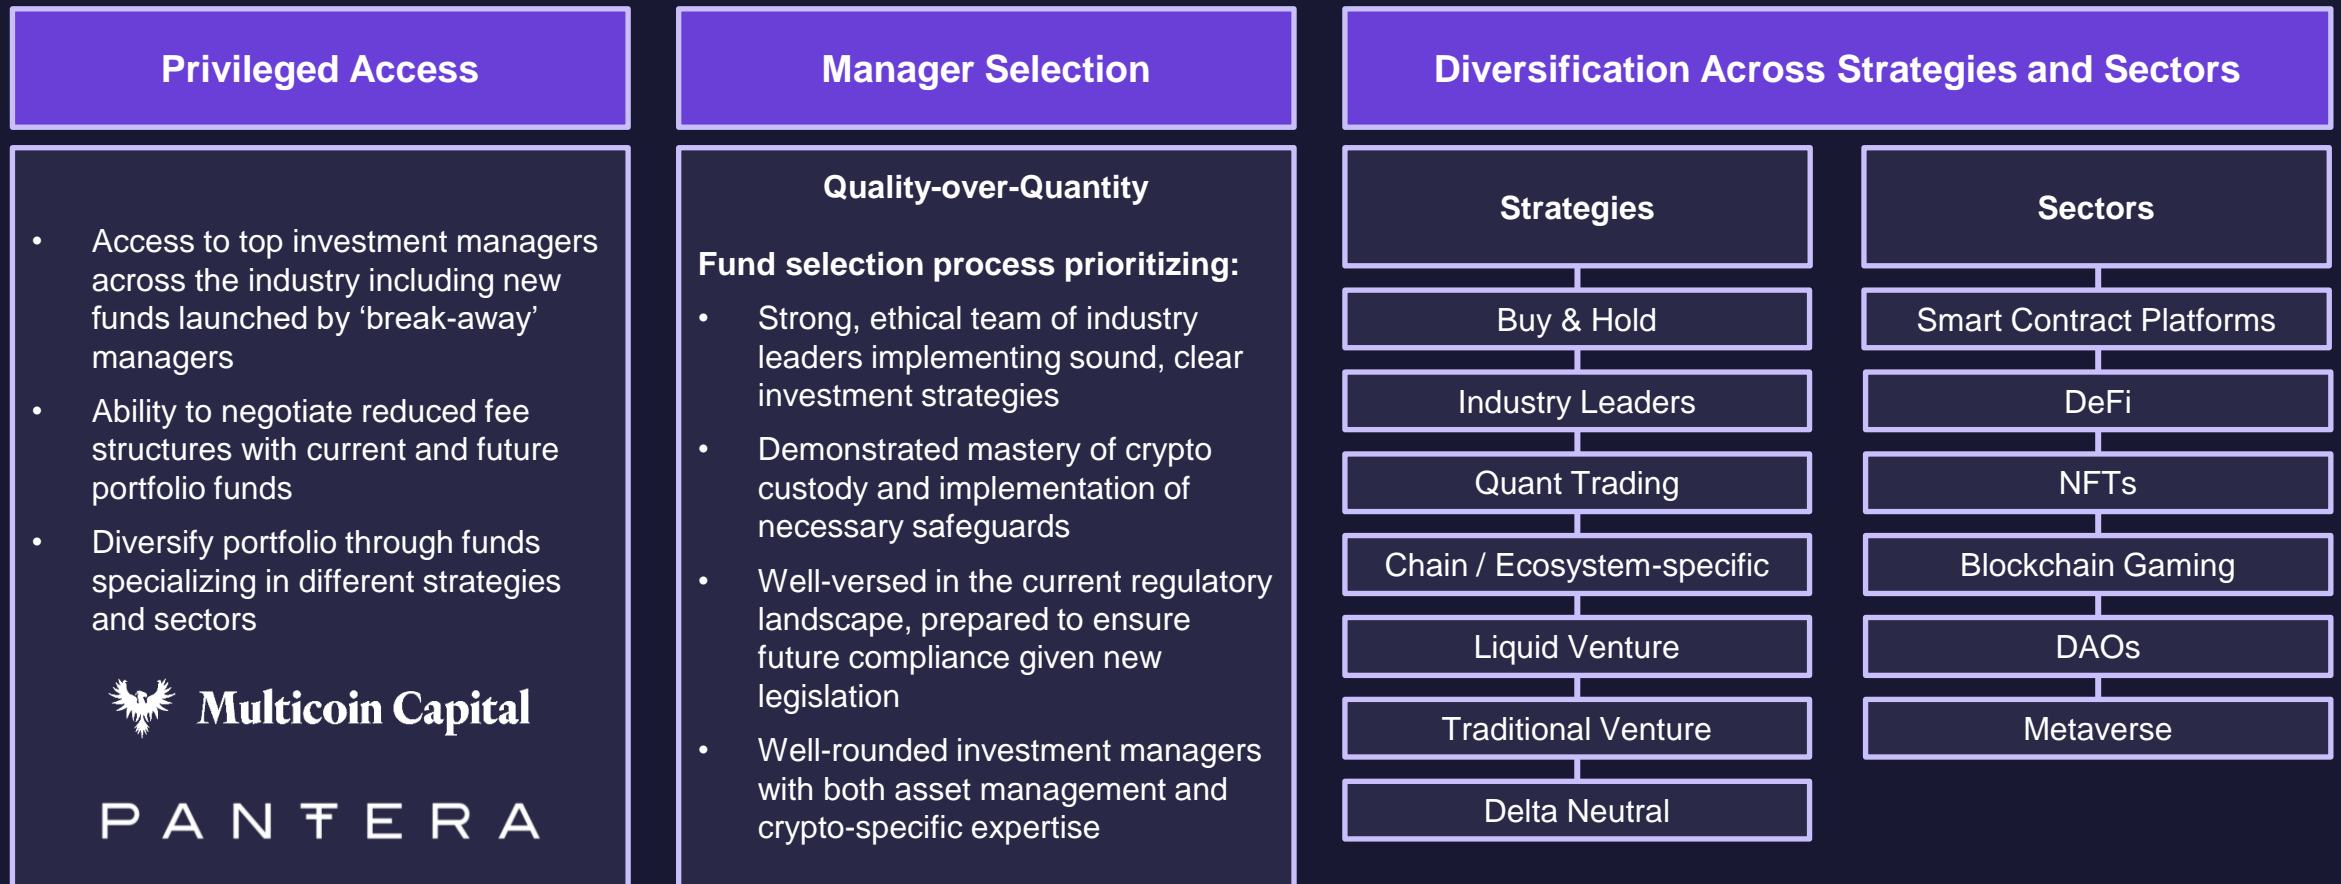 Privileged Access
• Access to top investment managers
across the industry including new
funds launched by ‘break-away’
managers
• Ability to negotiate reduced fee
structures with current and future
portfolio funds
• Diversify portfolio through funds
specializing in different strategies
and sectors
Multicoin Capital
PANTERA
Manager Selection
Quality-over-Quantity
Fund selection process prioritizing:
• Strong, ethical team of industry
leaders implementing sound, clear
investment strategies
• Demonstrated mastery of crypto
custody and implementation of
necessary safeguards
• Well-versed in the current regulatory
landscape, prepared to ensure
future compliance given new
legislation
• Well-rounded investment managers
with both asset management and
crypto-specific expertise
Diversification Across Strategies and Sectors
Strategies
Buy & Hold
Industry Leaders
Quant Trading
Chain / Ecosystem-specific
Liquid Venture
Traditional Venture
Delta Neutral
Sectors
Smart Contract Platforms
DeFi
NFTs
Blockchain Gaming
DAOs
Metaverse